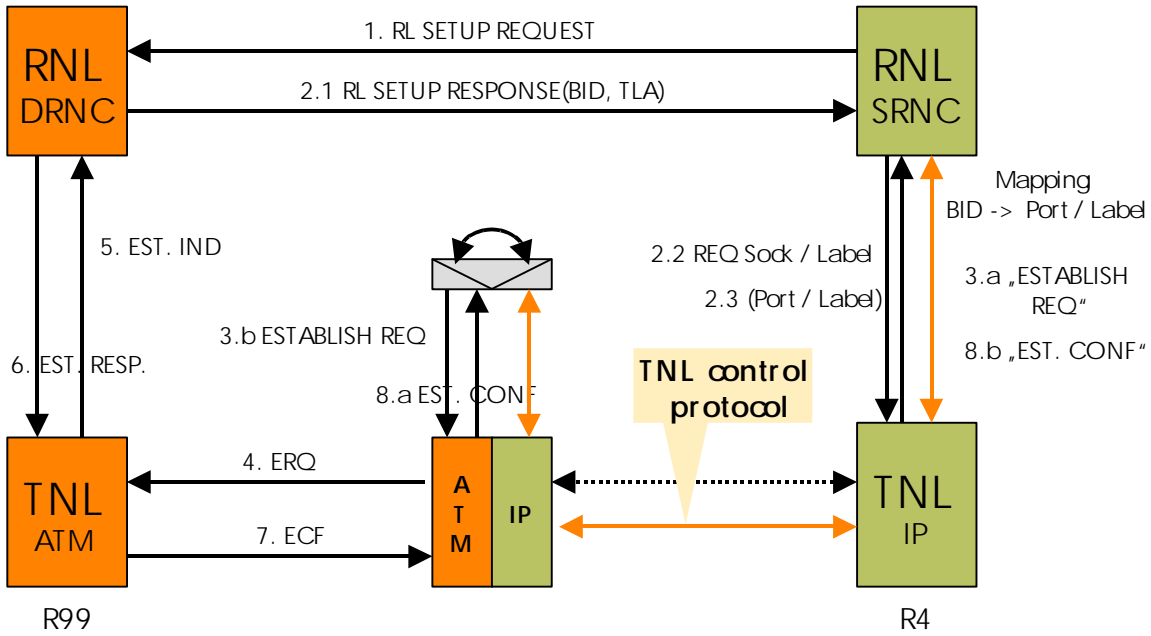 1. RL SETUP REQUEST
RNL
DRNC
RNL
SRNC
2.1 RL SETUP RESPONSE(BID, TLA)
Mapping
BID -> Port / Label
5. EST. IND
2.2 REQ Sock / Label
2.3 (Port / Label)
3.a „ESTABLISH
REQ“
3.b ESTABLISH REQ
8.b „EST. CONF“
6. EST. RESP.
8.a EST. CONF
TNL control
protocol
4. ERQ
TNL
ATM
A
T
M
IP
TNL
IP
7. ECF
R99
R4